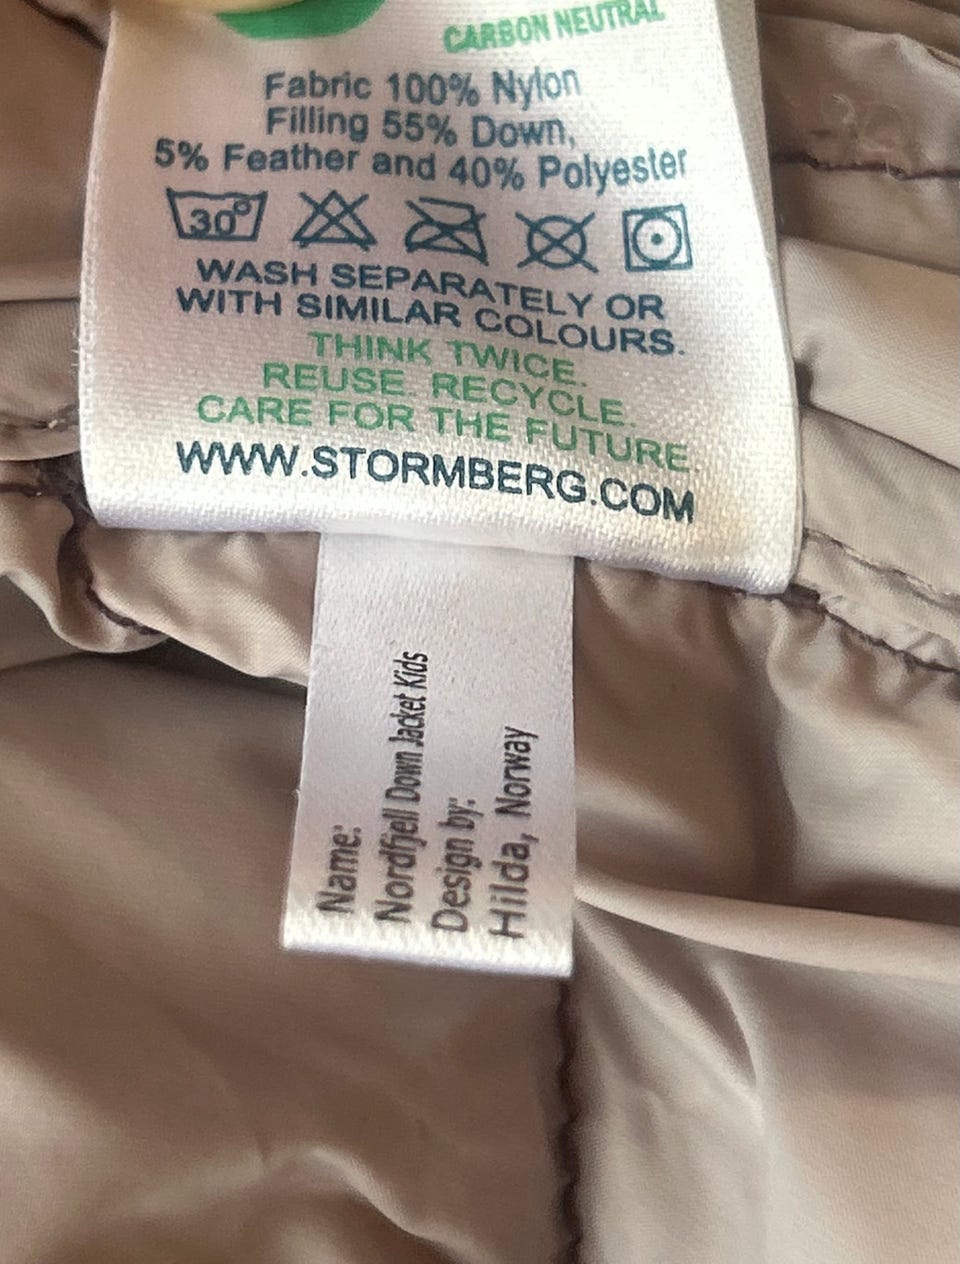 CARBON NEUTRAL
Fabric 100% Nylon
Filling 55% Down,
5% Feather and 40% Polyester
30°
WASH SEPARATELY OR
WITH SIMILAR COLOURS.
THINK TWICE.
REUSE. RECYCLE.
CARE FOR THE FUTURE.
WWW.STORMBERG.COM
Name:
Nordfjell Down Jacket Kids
Design by:
Hilda, Norway